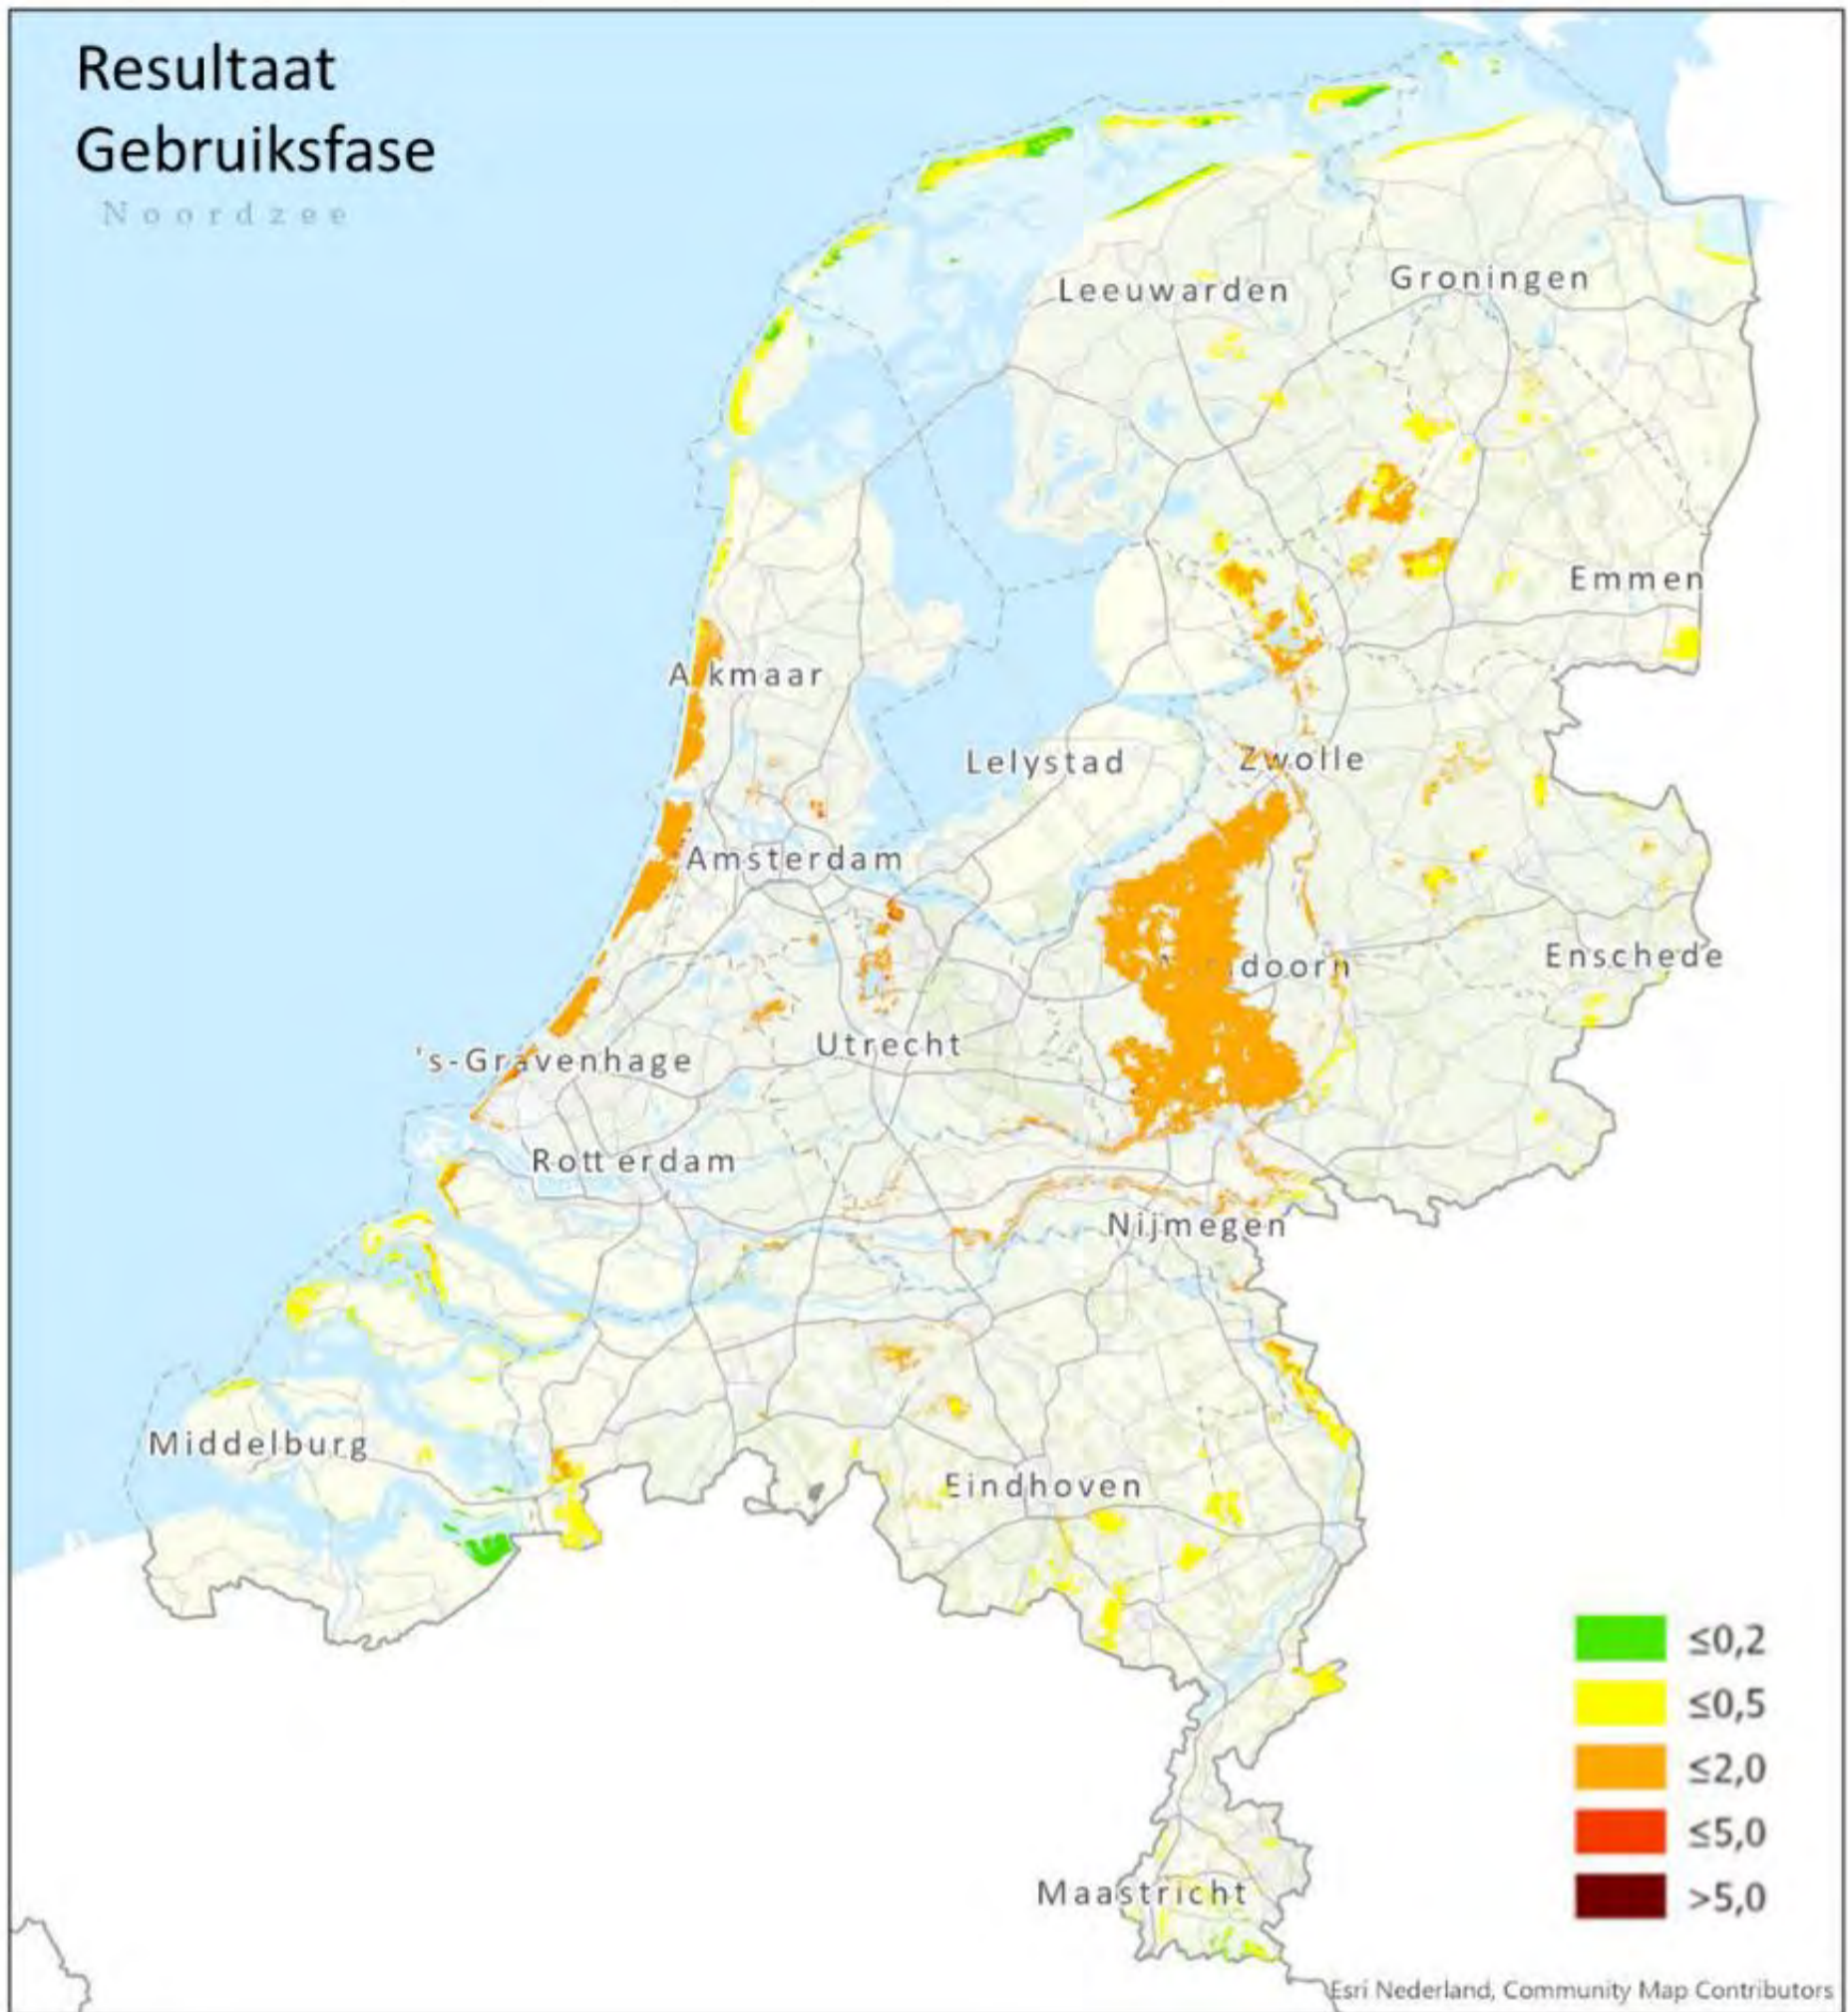 Resultaat
Gebruiksfase
Noordzee
Groningen
Leeuwarden
Emmen
Alkmaar
Lelystad
Zwolle
Amsterdam
doorn
Enschede
Utrecht
's-Gravenhage
Rotterdam
Nijmegen
Middelburg
Eindhoven
≤0,2
≤0,5
≤2,0
≤5,0
>5,0
Maastricht
Esri Nederland, Community Map Contributors